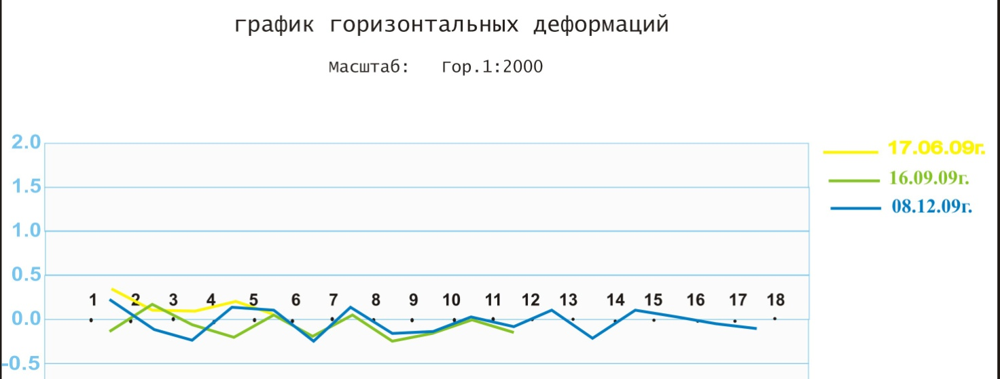 график горизонтальных деформаций
Масштаб: Гор.1:2000
2.0
17.06.09г.
1.5
16.09.09г.
08.12.09г.
1.0
0.5
1 2 3 4 5 6 7 8 9 10 11 12 13 14 15 16 17 18
0.0
-0.5